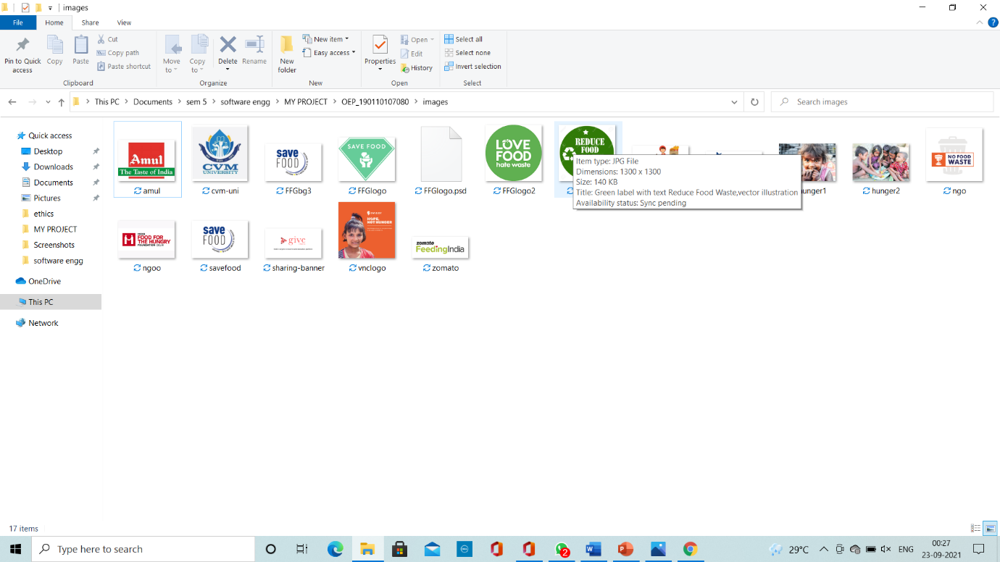 images
File Home Share View
Pin to Quick access
Copy
Paste
Cut
Copy path
Paste shortcut
Clipboard
Move to
Copy to
Delete
Rename
Organize
New folder
New item
Easy access
New
Properties
Open
Edit
History
Open
Select all
Select none
Invert selection
Select
This PC > Documents > sem 5 > software engg > MY PROJECT > OEP_190110107080 > images
Search images
Quick access
Desktop
Downloads
Documents
Pictures
ethics
MY PROJECT
Screenshots
software engg
OneDrive
This PC
Network
Amul
The Taste of India
amul
CVM
UNIVERSITY
cvm-uni
save
FOOD
FFGbg3
SAVE FOOD
FFGlogo
FFGlogo.psd
LOVE
FOOD
hate waste
FFGlogo2
REDUCE
FOOD
Item type: JPG File
Dimensions: 1300 x 1300
Size: 140 KB
Title: Green label with text Reduce Food Waste,vector illustration
Availability status: Sync pending
unger1
hunger2
NO FOOD
WASTE
ngo
FOOD FOR
THE HUNGRY
ngoo
save
FOOD
savefood
give
sharing-banner
HOPE,
NOT HUNGER
vnclogo
zomato
FeedingIndia
zomato
17 items
Type here to search
2
29°C
ENG
00:27
23-09-2021